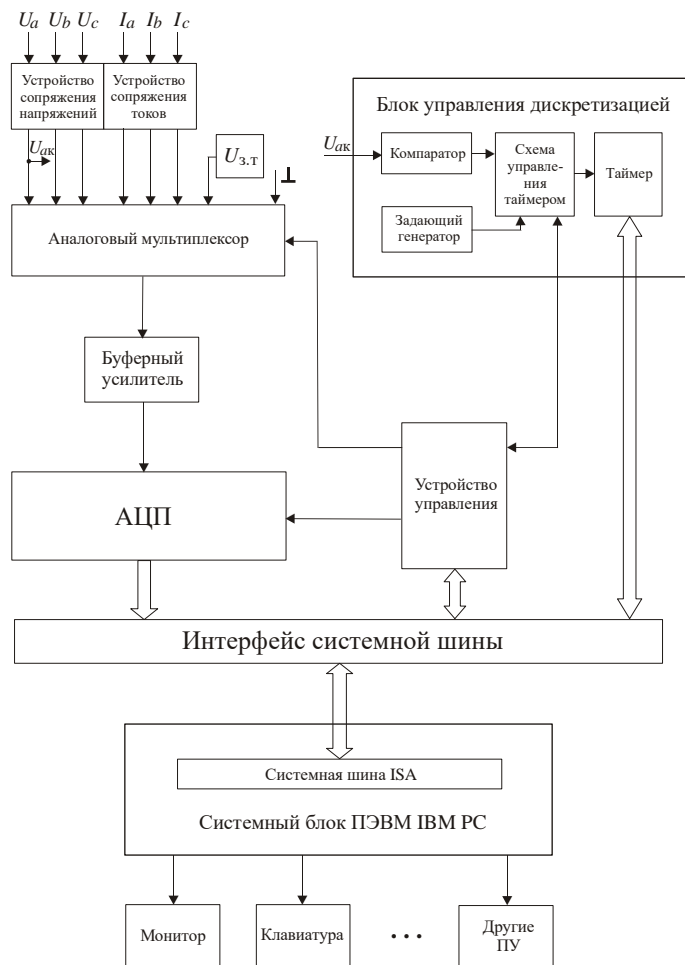 Ua Ub Uc Ia Ib Ic
Устройство
сопряжения
напряжений
Устройство
сопряжения
токов
Uак
Uз.т
⊥
Аналоговый мультиплексор
Блок управления дискретизацией
Uак
Компаратор
Схема
управле-
ния
таймером
Таймер
Задающий
генератор
Буферный
усилитель
АЦП
Устройство
управления
Интерфейс системной шины
Системная шина ISA
Системный блок ПЭВМ IBM PC
Монитор
Клавиатура
• • •
Другие
ПУ